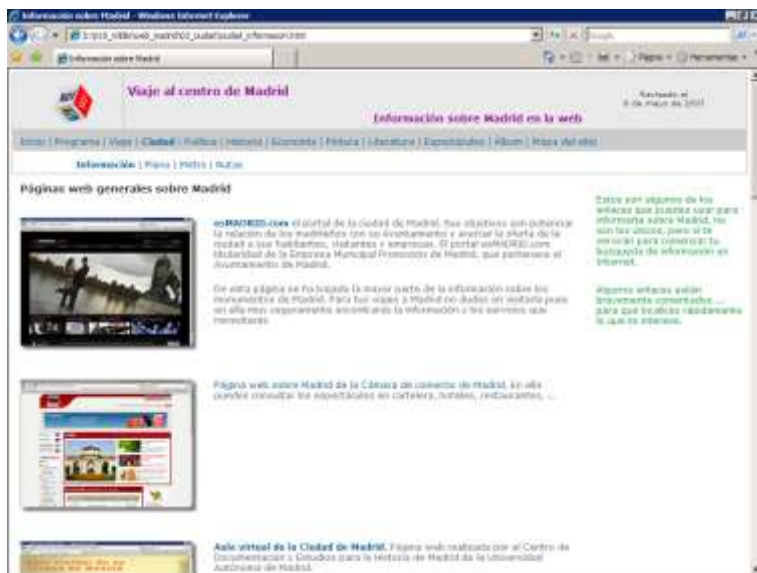 Información sobre Madrid - Windows Internet Explorer
Google
Información sobre Madrid
Página
Herramientas
Viaje al centro de Madrid
Información sobre Madrid en la web
Revisado el
8 de mayo de 2007
Inicio | Programa | Viaje | Ciudad | Política | Historia | Economía | Pintura | Literatura | Espectáculos | Álbum | Mapa del sitio
Información | Plano | Metro | Rutas
Páginas web generales sobre Madrid
esMADRID.com el portal de la ciudad de Madrid. Sus objetivos son potenciar
la relación de los madrileños con su Ayuntamiento y acercar la oferta de la
ciudad a sus habitantes, visitantes y empresas. El portal esMADRID.com
titularidad de la Empresa Municipal Promoción de Madrid, que pertenece al
Ayuntamiento de Madrid.
De esta página se ha bajado la mayor parte de la información sobre los
monumentos de Madrid. Para tus viajes a Madrid no dudes en visitarla pues
en ella muy seguramente encontrarás la información y los servicios que
necesitarás
Página web sobre Madrid de la Cámara de comercio de Madrid. En ella
puedes consultar los espectáculos en cartelera, hoteles, restaurantes, ...
Aula virtual de la Ciudad de Madrid. Página web realizada por el Centro de
Documentación y Estudios para la Historia de Madrid de la Universidad
Autónoma de Madrid.
Estos son algunos de los
enlaces que puedes usar para
informarte sobre Madrid, no
son los únicos, pero sí te
servirán para comenzar tu
búsqueda de información en
Internet.
Algunos enlaces están
brevemente comentados ...
para que localices rápidamente
lo que te interese.